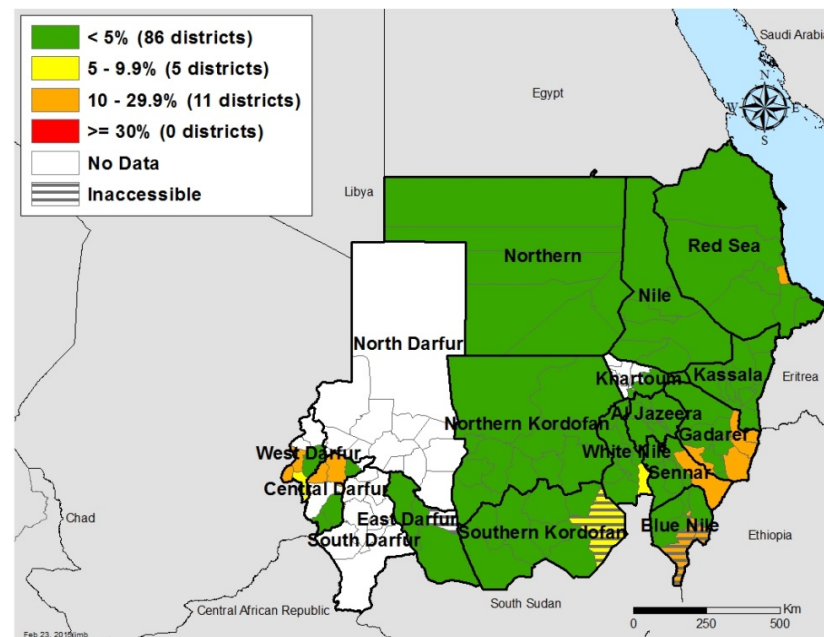 < 5% (86 districts)
5 - 9.9% (5 districts)
10 - 29.9% (11 districts)
>= 30% (0 districts)
No Data
Inaccessible
Saudi Arabia
N
W E
S
Egypt
Libya
Red Sea
Northern
Nile
North Darfur
Khartoum
Kassala
Eritrea
Northern Kordofan
Al Jazeera
Gadaref
West Darfur
White Nile
Sennar
Central Darfur
Chad
East Darfur
Southern Kordofan
Blue Nile
South Darfur
Ethiopia
Central African Republic
South Sudan
Km
0 250 500
Feb 23, 2015